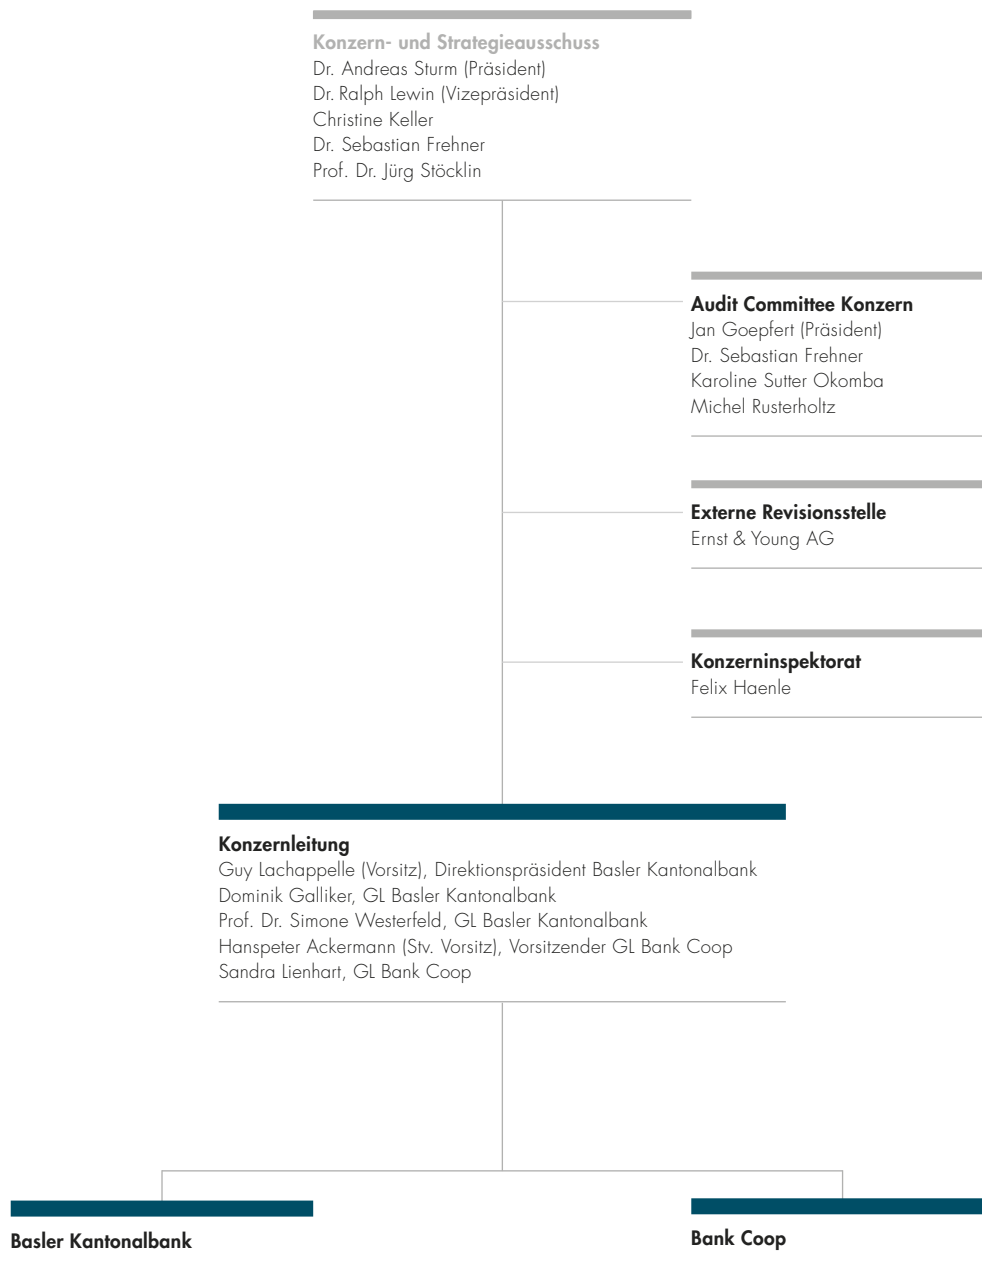 Konzern- und Strategieausschuss
Dr. Andreas Sturm (Präsident)
Dr. Ralph Lewin (Vizepräsident)
Christine Keller
Dr. Sebastian Frehner
Prof. Dr. Jürg Stöcklin
Audit Committee Konzern
Jan Goepfert (Präsident)
Dr. Sebastian Frehner
Karoline Sutter Okomba
Michel Rusterholtz
Externe Revisionsstelle
Ernst & Young AG
Konzerninspektorat
Felix Haenle
Konzernleitung
Guy Lachappelle (Vorsitz), Direktionspräsident Basler Kantonalbank
Dominik Galliker, GL Basler Kantonalbank
Prof. Dr. Simone Westerfeld, GL Basler Kantonalbank
Hanspeter Ackermann (Stv. Vorsitz), Vorsitzender GL Bank Coop
Sandra Lienhart, GL Bank Coop
Basler Kantonalbank
Bank Coop